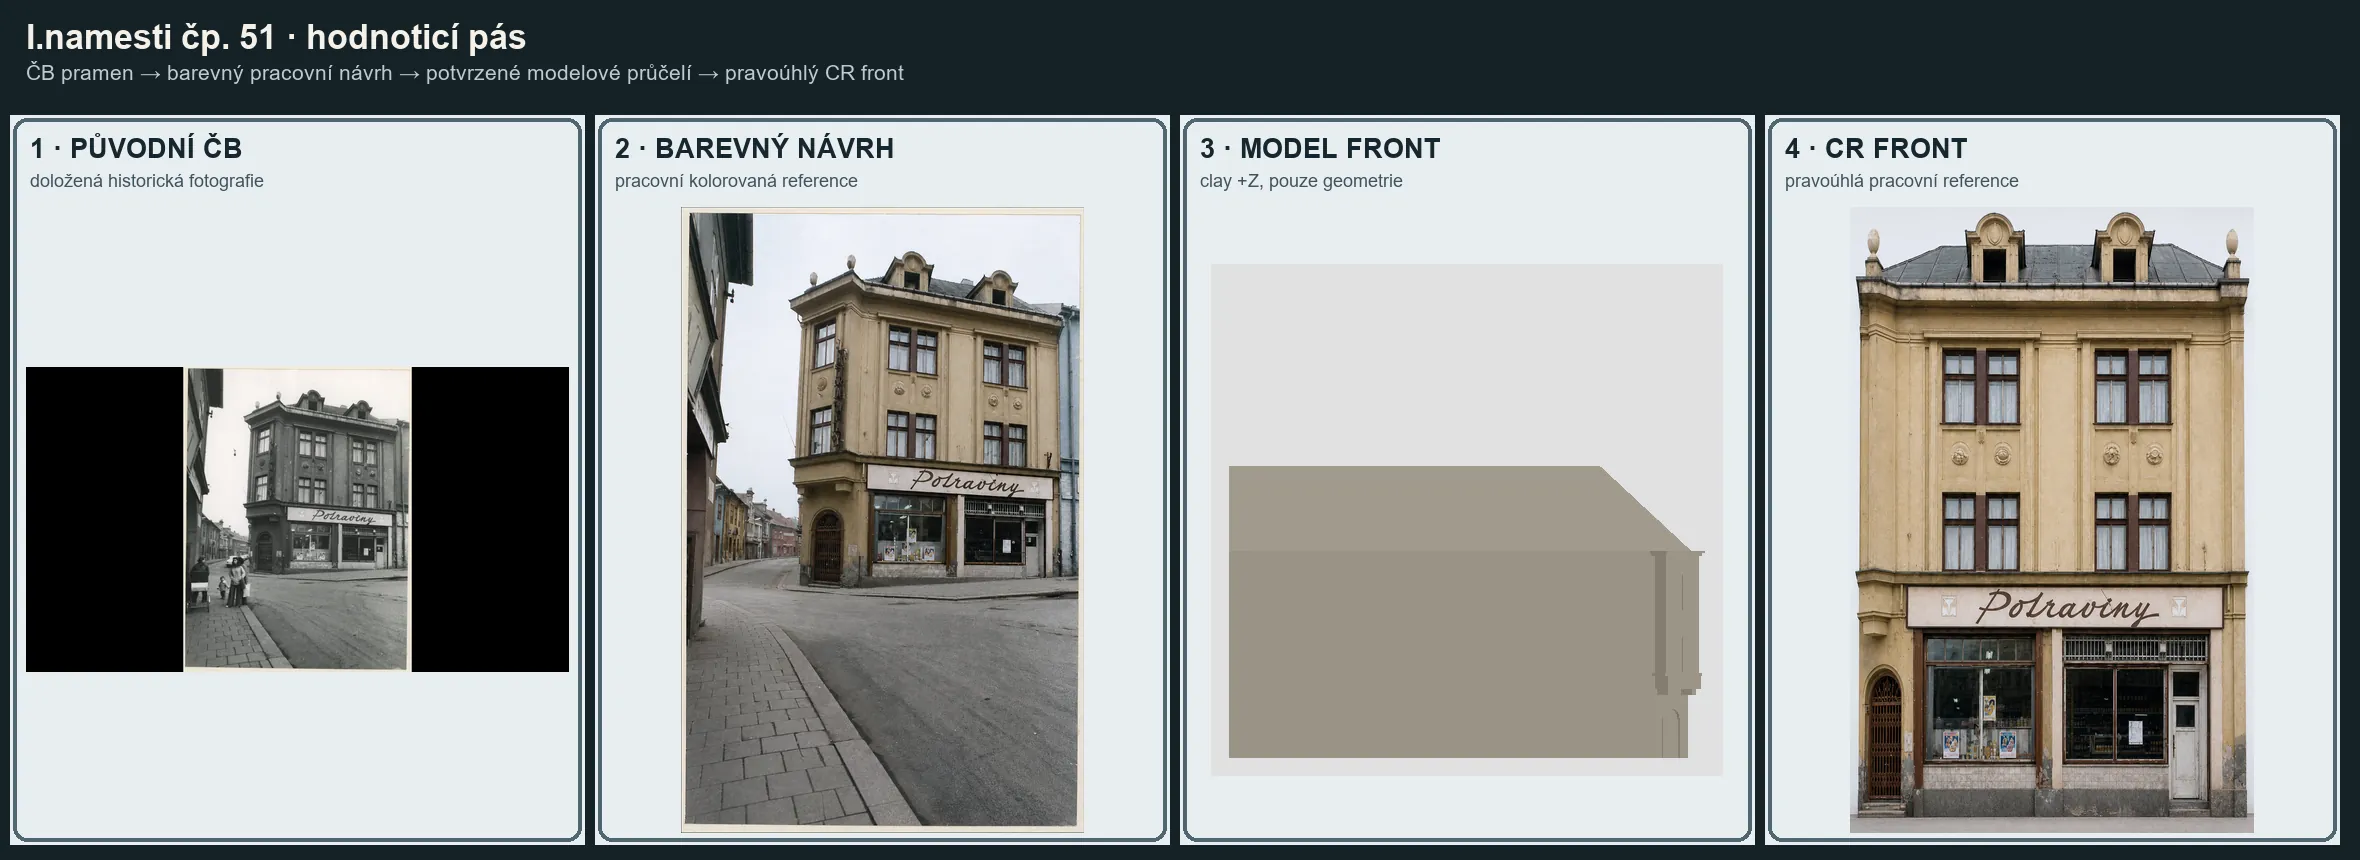 I.namesti čp. 51 · hodnoticí pás
ČB pramen → barevný pracovní návrh → potvrzené modelové průčelí → pravoúhlý CR front
1 · PŮVODNÍ ČB
doložená historická fotografie
Potraviny
2 · BAREVNÝ NÁVRH
pracovní kolorovaná reference
Potraviny
3 · MODEL FRONT
clay +Z, pouze geometrie
4 · CR FRONT
pravoúhlá pracovní reference
Potraviny